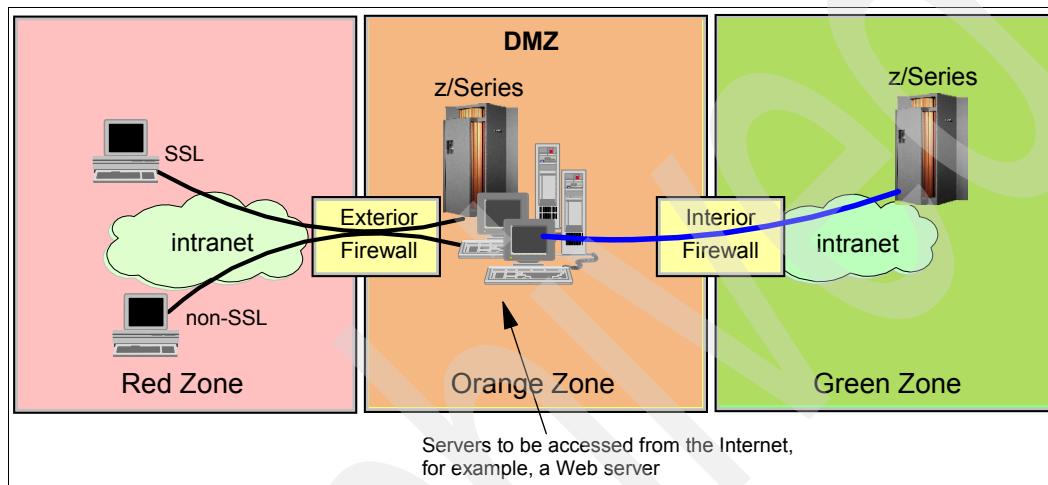 DMZ
z/Series
z/Series
SSL
intranet
Exterior
Firewall
Interior
Firewall
intranet
non-SSL
Red Zone
Orange Zone
Green Zone
Servers to be accessed from the Internet,
for example, a Web server